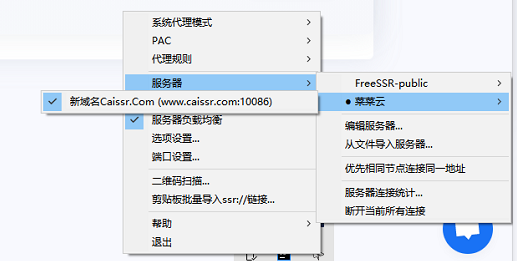 系统代理模式
PAC
代理规则
服务器
FreeSSR-public
新域名Caissr.Com (www.caissr.com:10086)
菜菜云
服务器负载均衡
编辑服务器...
选项设置...
从文件导入服务器...
端口设置...
优先相同节点连接同一地址
二维码扫描...
服务器连接统计...
剪贴板批量导入ssr://链接...
断开当前所有连接
帮助
退出